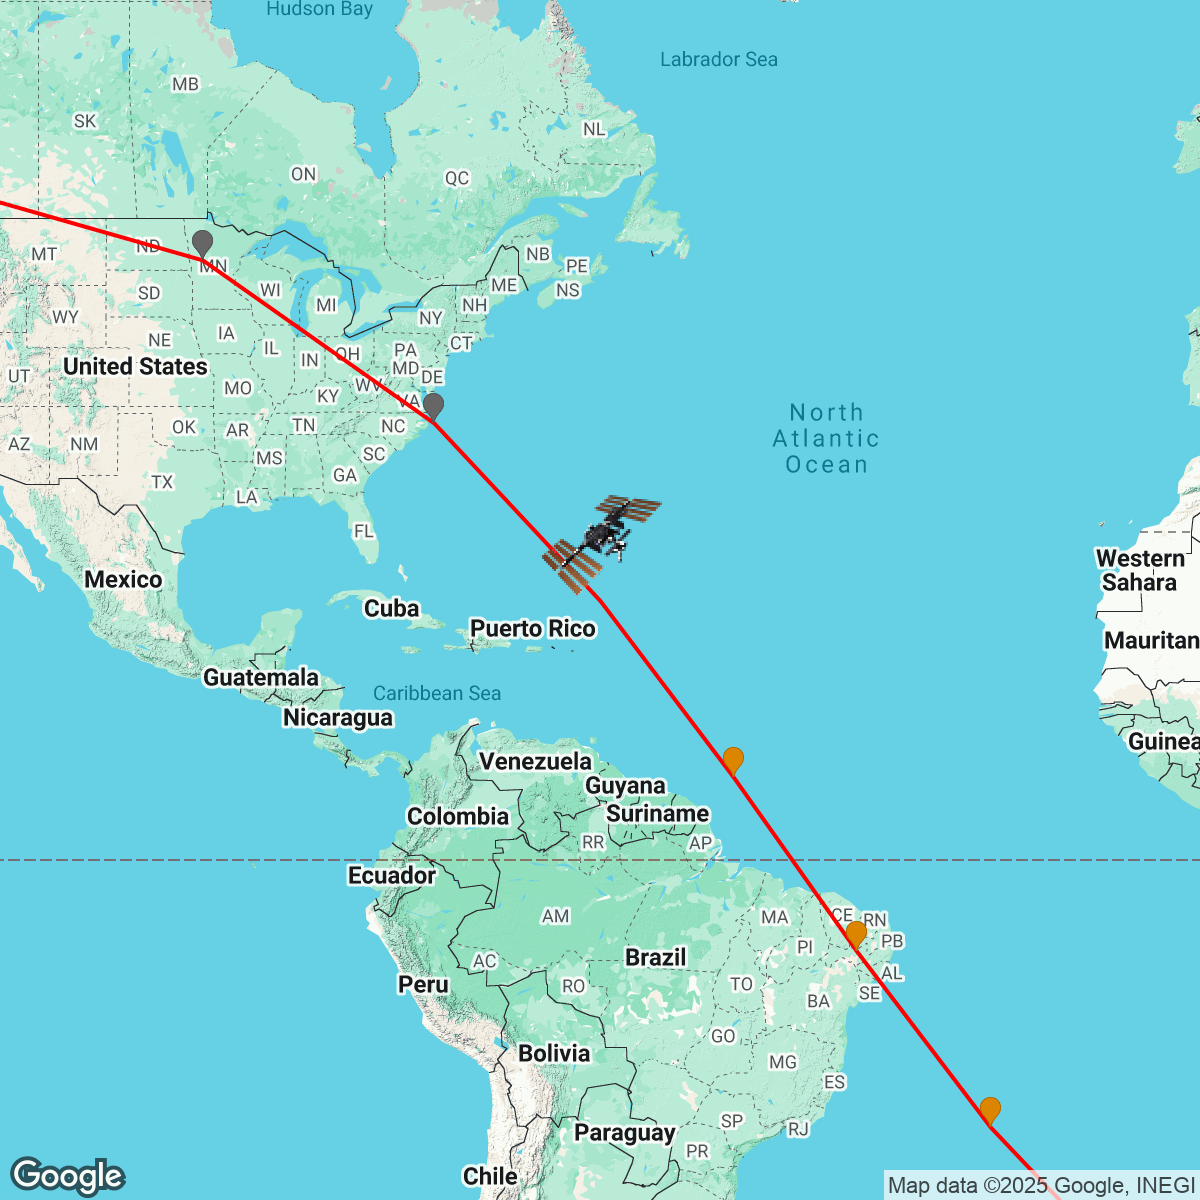 Hudson Bay
Labrador Sea
MB
SK
NL
ON
QC
MT
ND
MN
NB
PE
ME
NS
SD
WI
MI
NH
WY
NY
NE
IA
IL
IN
OH
PA
CT
United States
MD
DE
UT
MO
KY
WV
VA
North
Atlantic
Ocean
AZ
NM
OK
AR
TN
NC
MS
SC
TX
GA
LA
FL
Western
Sahara
Mexico
Cuba
Puerto Rico
Mauritan
Guatemala
Caribbean Sea
Nicaragua
Guinea
Venezuela
Guyana
Colombia
Suriname
RR
AP
Ecuador
AM
MA
CE
RN
PI
PB
Brazil
AC
RO
TO
AL
Peru
BA
SE
GO
Bolivia
MG
ES
SP
RJ
Paraguay
PR
Chile
Google
Map data ©2025 Google, INEGI